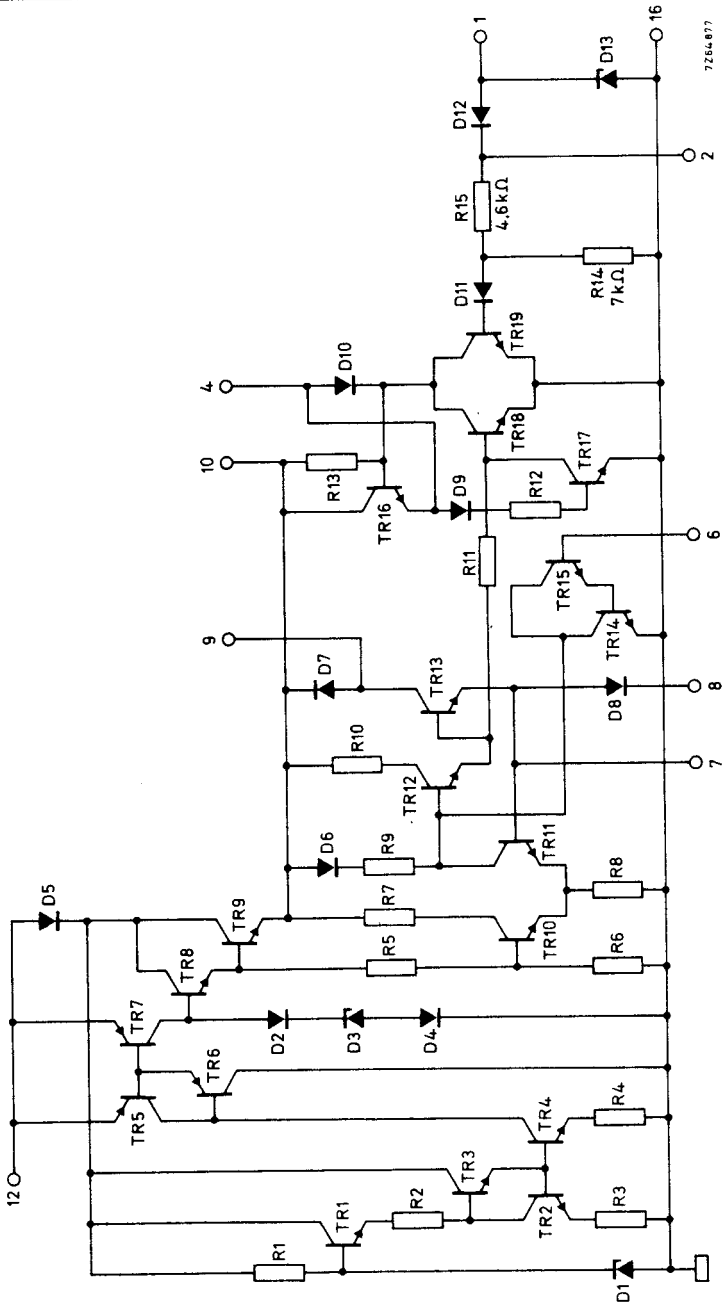 12
D5
R1
TR1
R2
TR3
TR5
TR6
TR7
TR8
TR9
D2
D3
D4
TR4
TR2
R3
R4
D1
D6
R9
R7
R5
R6
R8
TR10
TR11
R10
TR12
TR13
D7
9
D8
7
8
10
R13
TR16
4
D10
D9
R12
R11
TR17
TR18
TR19
TR15
TR14
6
D11
R15
4,6kΩ
R14
7kΩ
D12
D13
1
2
16
7Z64877